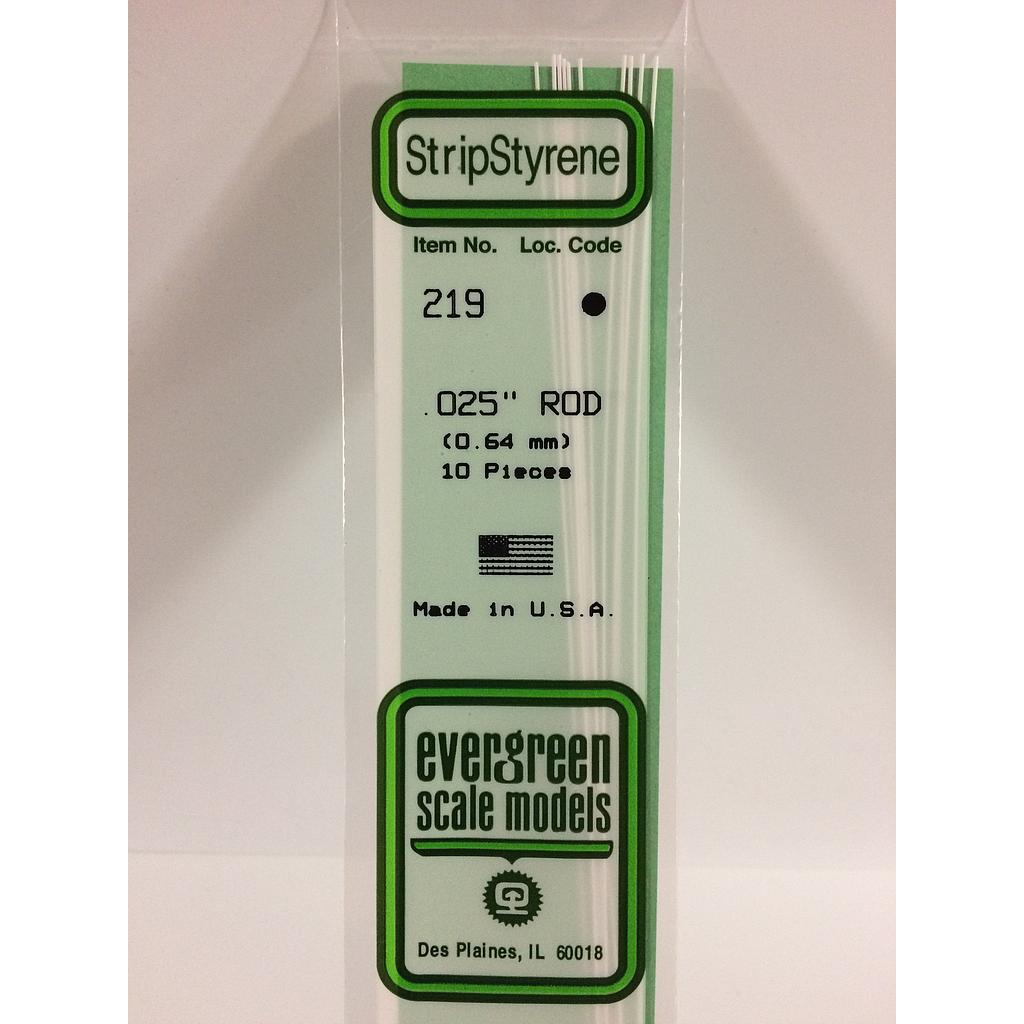 StripStyrene
Item No. Loc. Code
219
.025" ROD
(0.64 mm)
10 Pieces
Made in U.S.A.
evergreen
scale models
Des Plaines, IL 60018